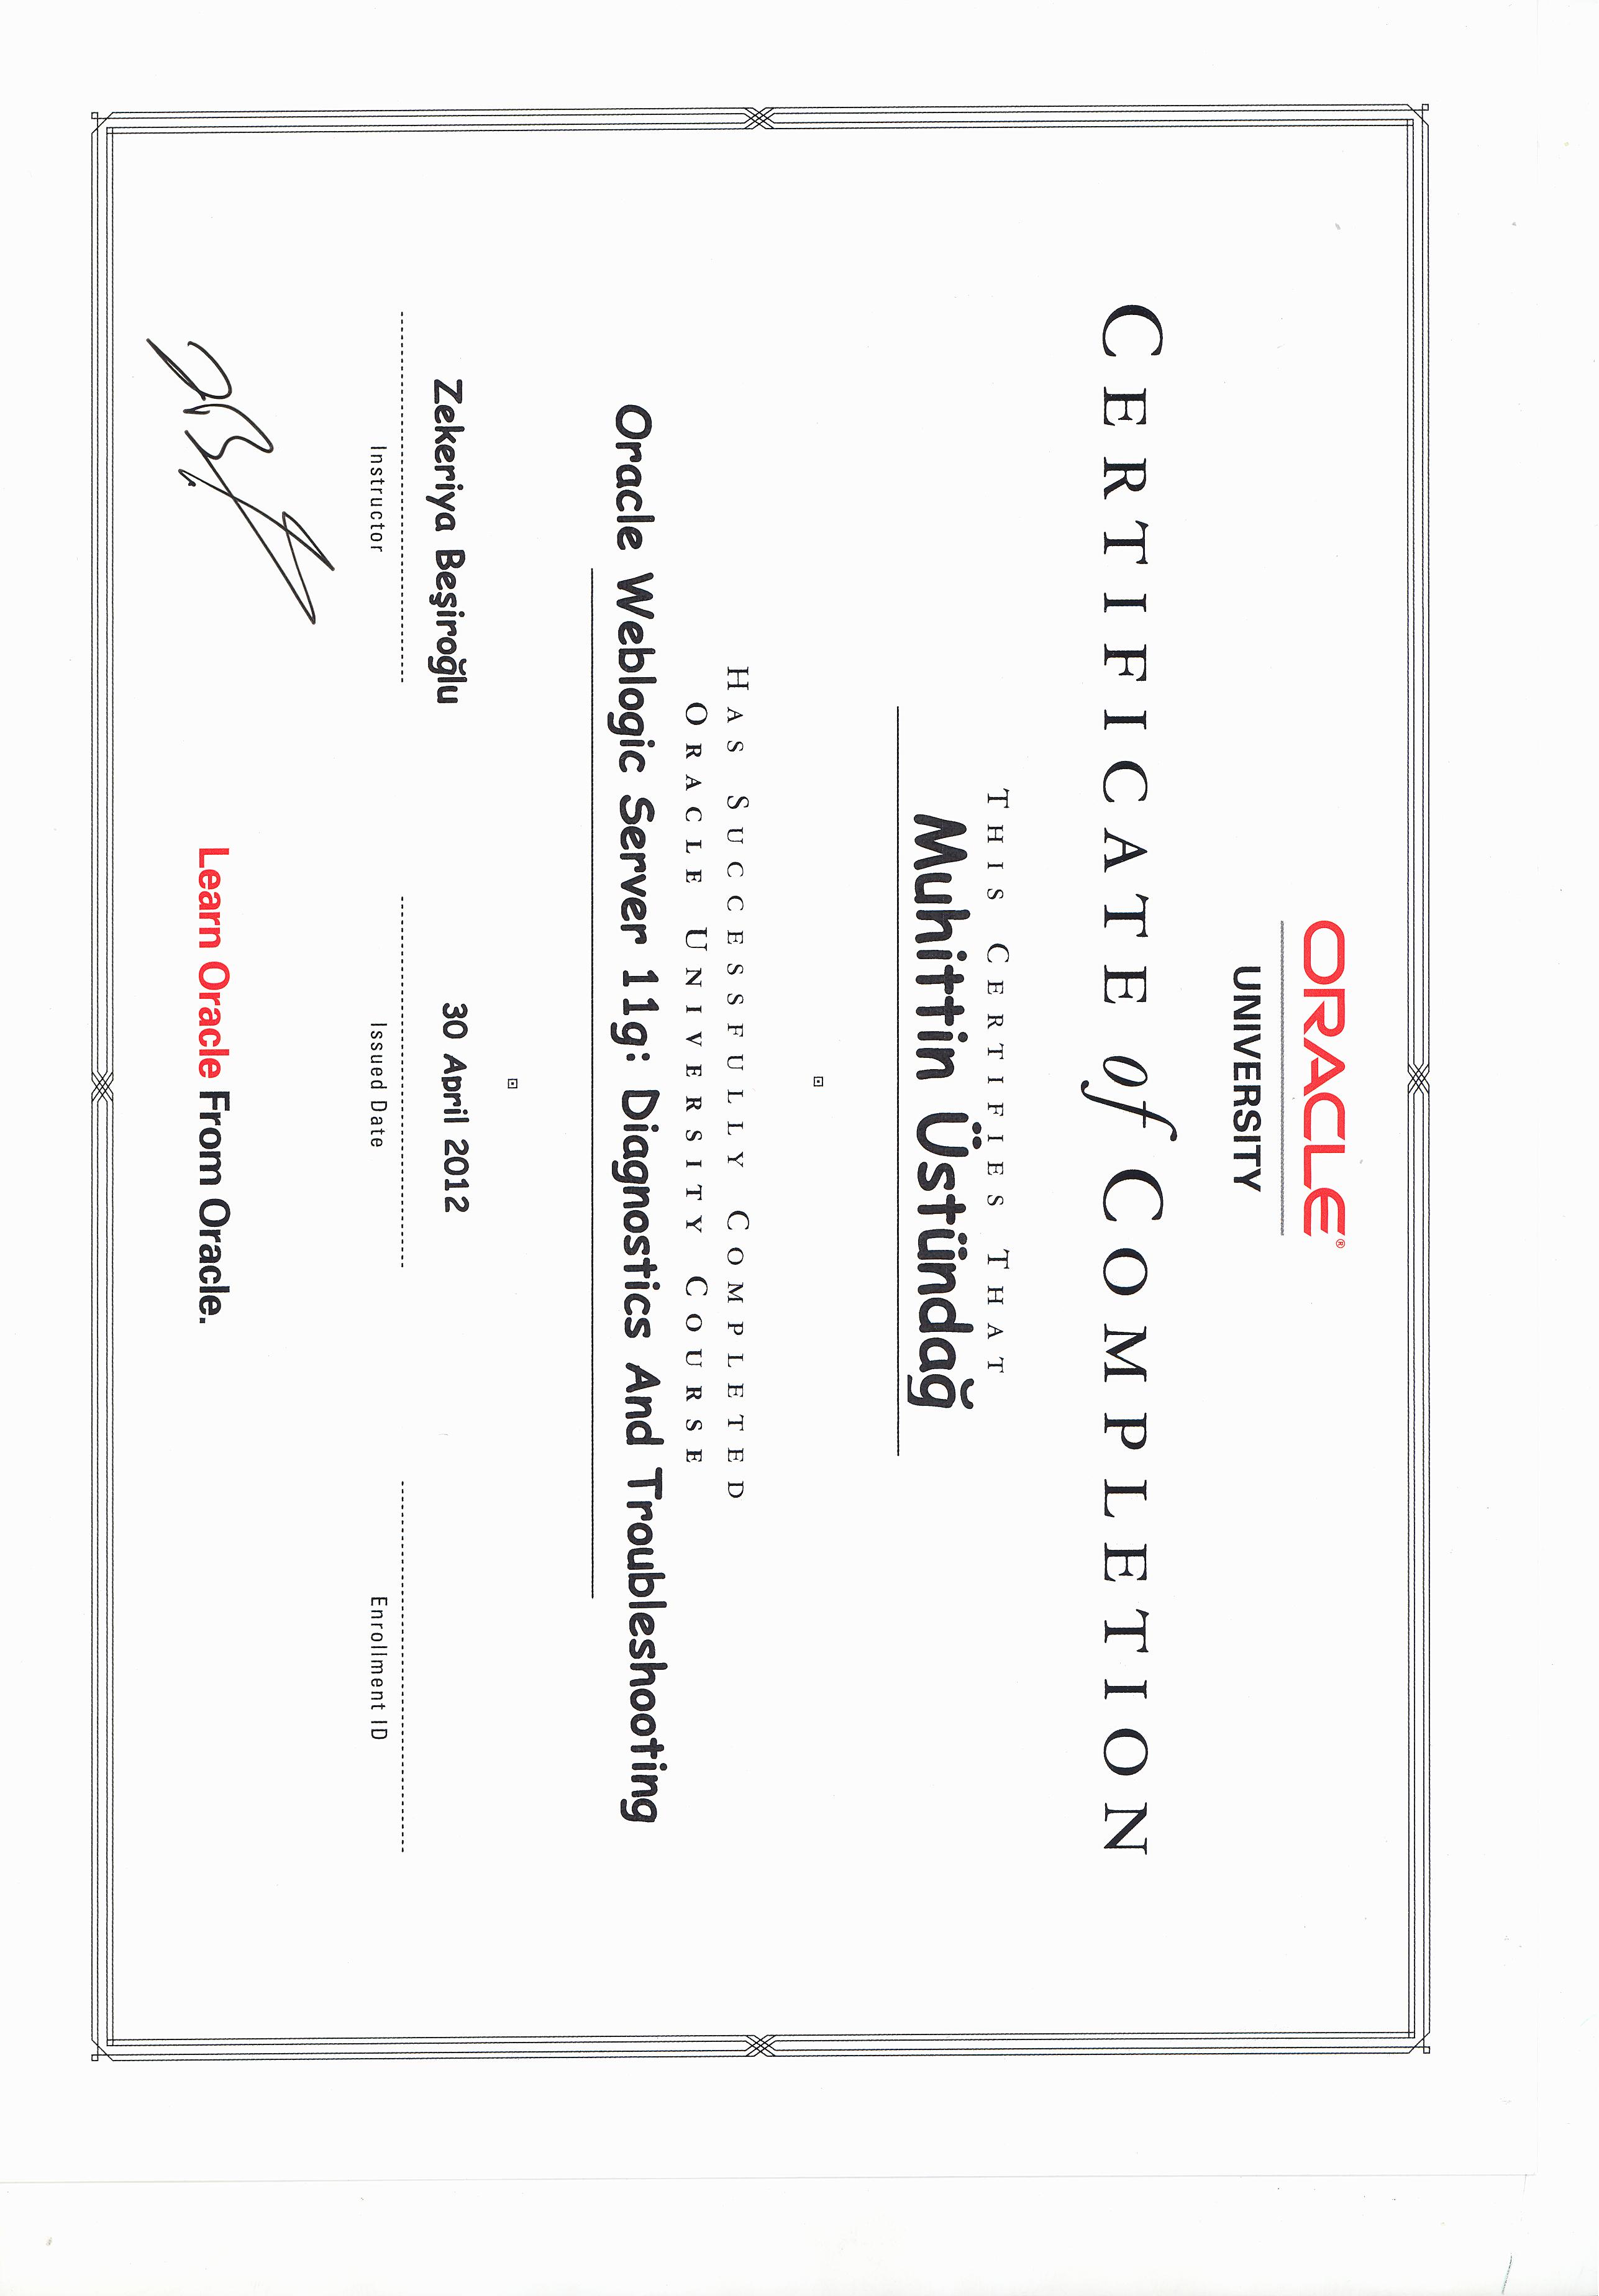 ORACLE®
UNIVERSITY
CERTIFICATE of COMPLETION
THIS CERTIFIES THAT
Muhittin Üstündağ
HAS SUCCESSFULLY COMPLETED
ORACLE UNIVERSITY COURSE
Oracle Weblogic Server 11g: Diagnostics And Troubleshooting
Zekeriya Beşiroğlu
30 April 2012
Instructor
Issued Date
Enrollment ID
Learn Oracle From Oracle.